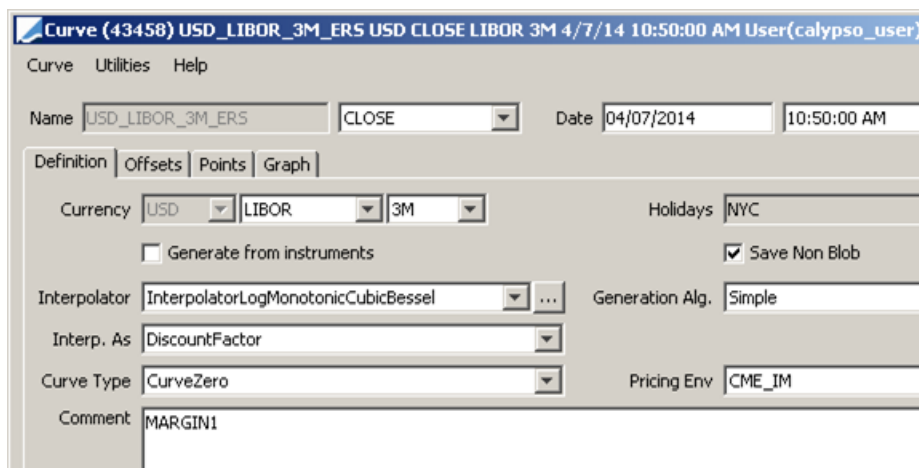 Curve (43458) USD_LIBOR_3M_ERS USD CLOSE LIBOR 3M 4/7/14 10:50:00 AM User(calypso_user)
Curve Utilities Help
Name USD_LIBOR_3M_ERS CLOSE Date 04/07/2014 10:50:00 AM
Definition Offsets Points Graph
Currency USD LIBOR 3M Holidays NYC
Generate from instruments Save Non Blob
Interpolator InterpolatorLogMonotonicCubicBessel ... Generation Alg. Simple
Interp. As DiscountFactor
Curve Type CurveZero Pricing Env CME_IM
Comment MARGIN1